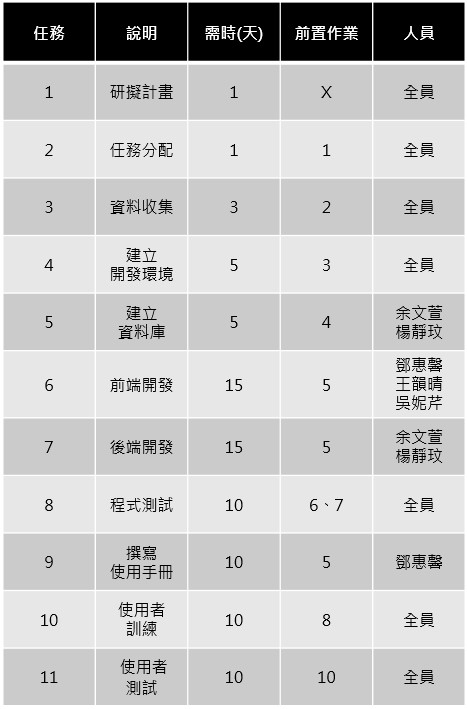 任務 說明 需時(天) 前置作業 人員
1 研擬計畫 1 X 全員
2 任務分配 1 1 全員
3 資料收集 3 2 全員
4 建立
開發環境 5 3 全員
5 建立
資料庫 5 4 余文萱
楊靜玟
6 前端開發 15 5 鄧惠馨
王韻晴
吳妮芹
7 後端開發 15 5 余文萱
楊靜玟
8 程式測試 10 6、7 全員
9 撰寫
使用手冊 10 5 鄧惠馨
10 使用者
訓練 10 8 全員
11 使用者
測試 10 10 全員